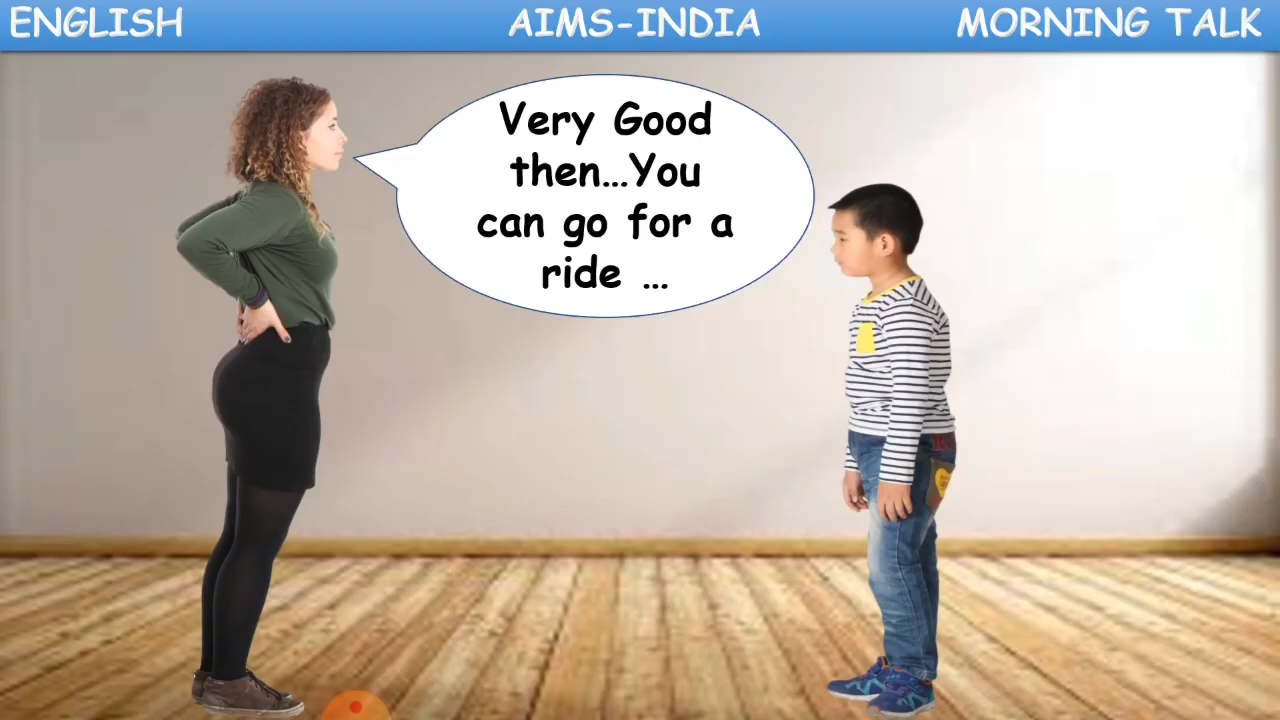 ENGLISH AIMS-INDIA MORNING TALK
Very Good
then...You
can go for a
ride ...